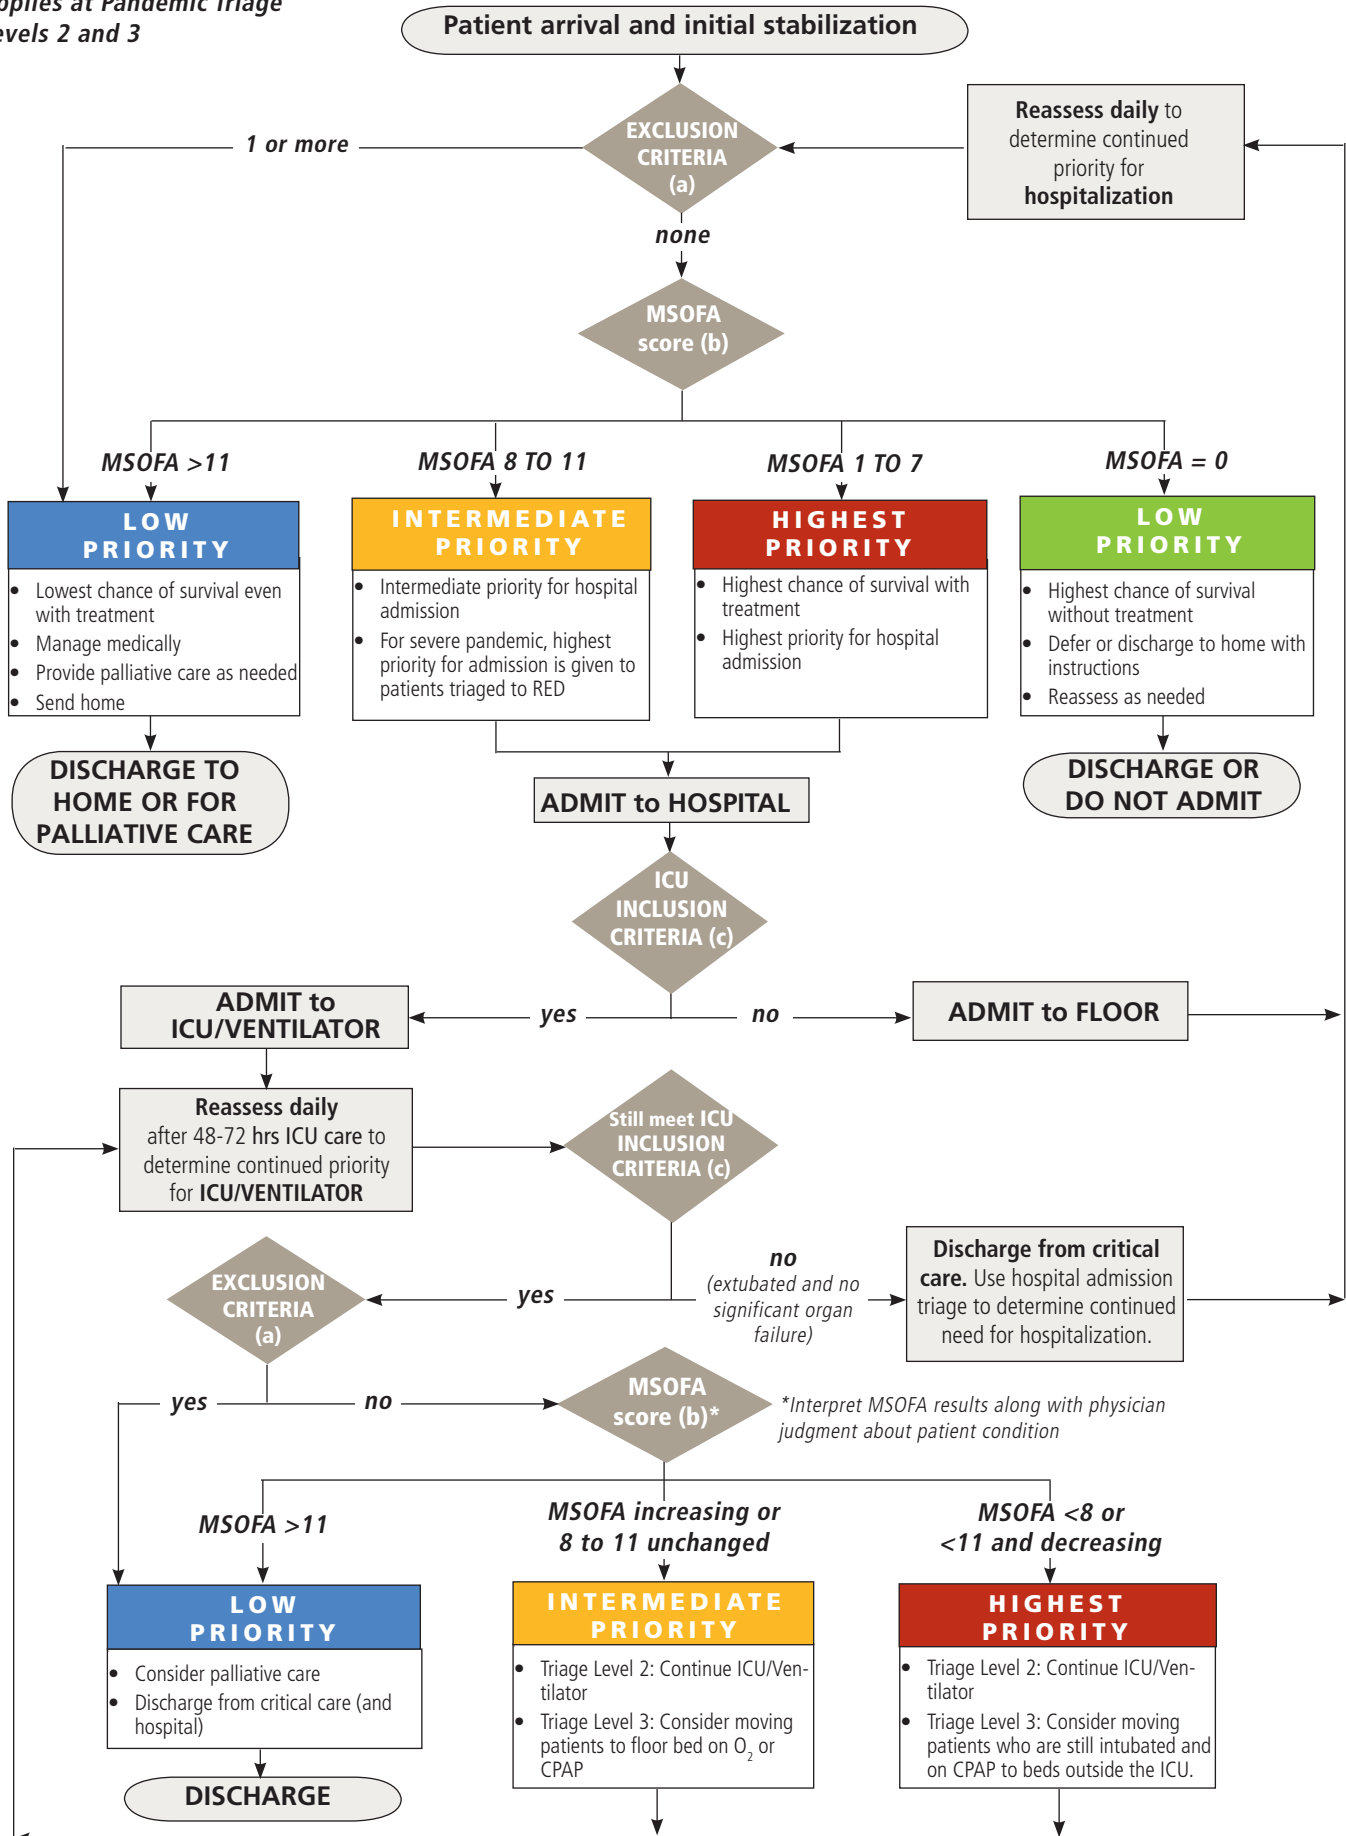 applies at Pandemic Triage
Levels 2 and 3
Patient arrival and initial stabilization
EXCLUSION
CRITERIA
(a)
Reassess daily to
determine continued
priority for
hospitalization
1 or more
none
MSOFA
score (b)
MSOFA >11
MSOFA 8 TO 11
MSOFA 1 TO 7
MSOFA = 0
LOW
PRIORITY
• Lowest chance of survival even
with treatment
• Manage medically
• Provide palliative care as needed
• Send home
INTERMEDIATE
PRIORITY
• Intermediate priority for hospital
admission
• For severe pandemic, highest
priority for admission is given to
patients triaged to RED
HIGHEST
PRIORITY
• Highest chance of survival with
treatment
• Highest priority for hospital
admission
LOW
PRIORITY
• Highest chance of survival
without treatment
• Defer or discharge to home with
instructions
• Reassess as needed
DISCHARGE TO
HOME OR FOR
PALLIATIVE CARE
ADMIT to HOSPITAL
DISCHARGE OR
DO NOT ADMIT
ICU
INCLUSION
CRITERIA (c)
ADMIT to
ICU/VENTILATOR
yes
no
ADMIT to FLOOR
Reassess daily
after 48-72 hrs ICU care to
determine continued priority
for ICU/VENTILATOR
Still meet ICU
INCLUSION
CRITERIA (c)
EXCLUSION
CRITERIA
(a)
yes
no
(extubated and no
significant organ
failure)
Discharge from critical
care. Use hospital admission
triage to determine continued
need for hospitalization.
yes
no
MSOFA
score (b)*
*Interpret MSOFA results along with physician
judgment about patient condition
MSOFA >11
MSOFA increasing or
8 to 11 unchanged
MSOFA <8 or
<11 and decreasing
LOW
PRIORITY
• Consider palliative care
• Discharge from critical care (and
hospital)
INTERMEDIATE
PRIORITY
• Triage Level 2: Continue ICU/Ven-
tilator
• Triage Level 3: Consider moving
patients to floor bed on O₂ or
CPAP
HIGHEST
PRIORITY
• Triage Level 2: Continue ICU/Ven-
tilator
• Triage Level 3: Consider moving
patients who are still intubated and
on CPAP to beds outside the ICU.
DISCHARGE